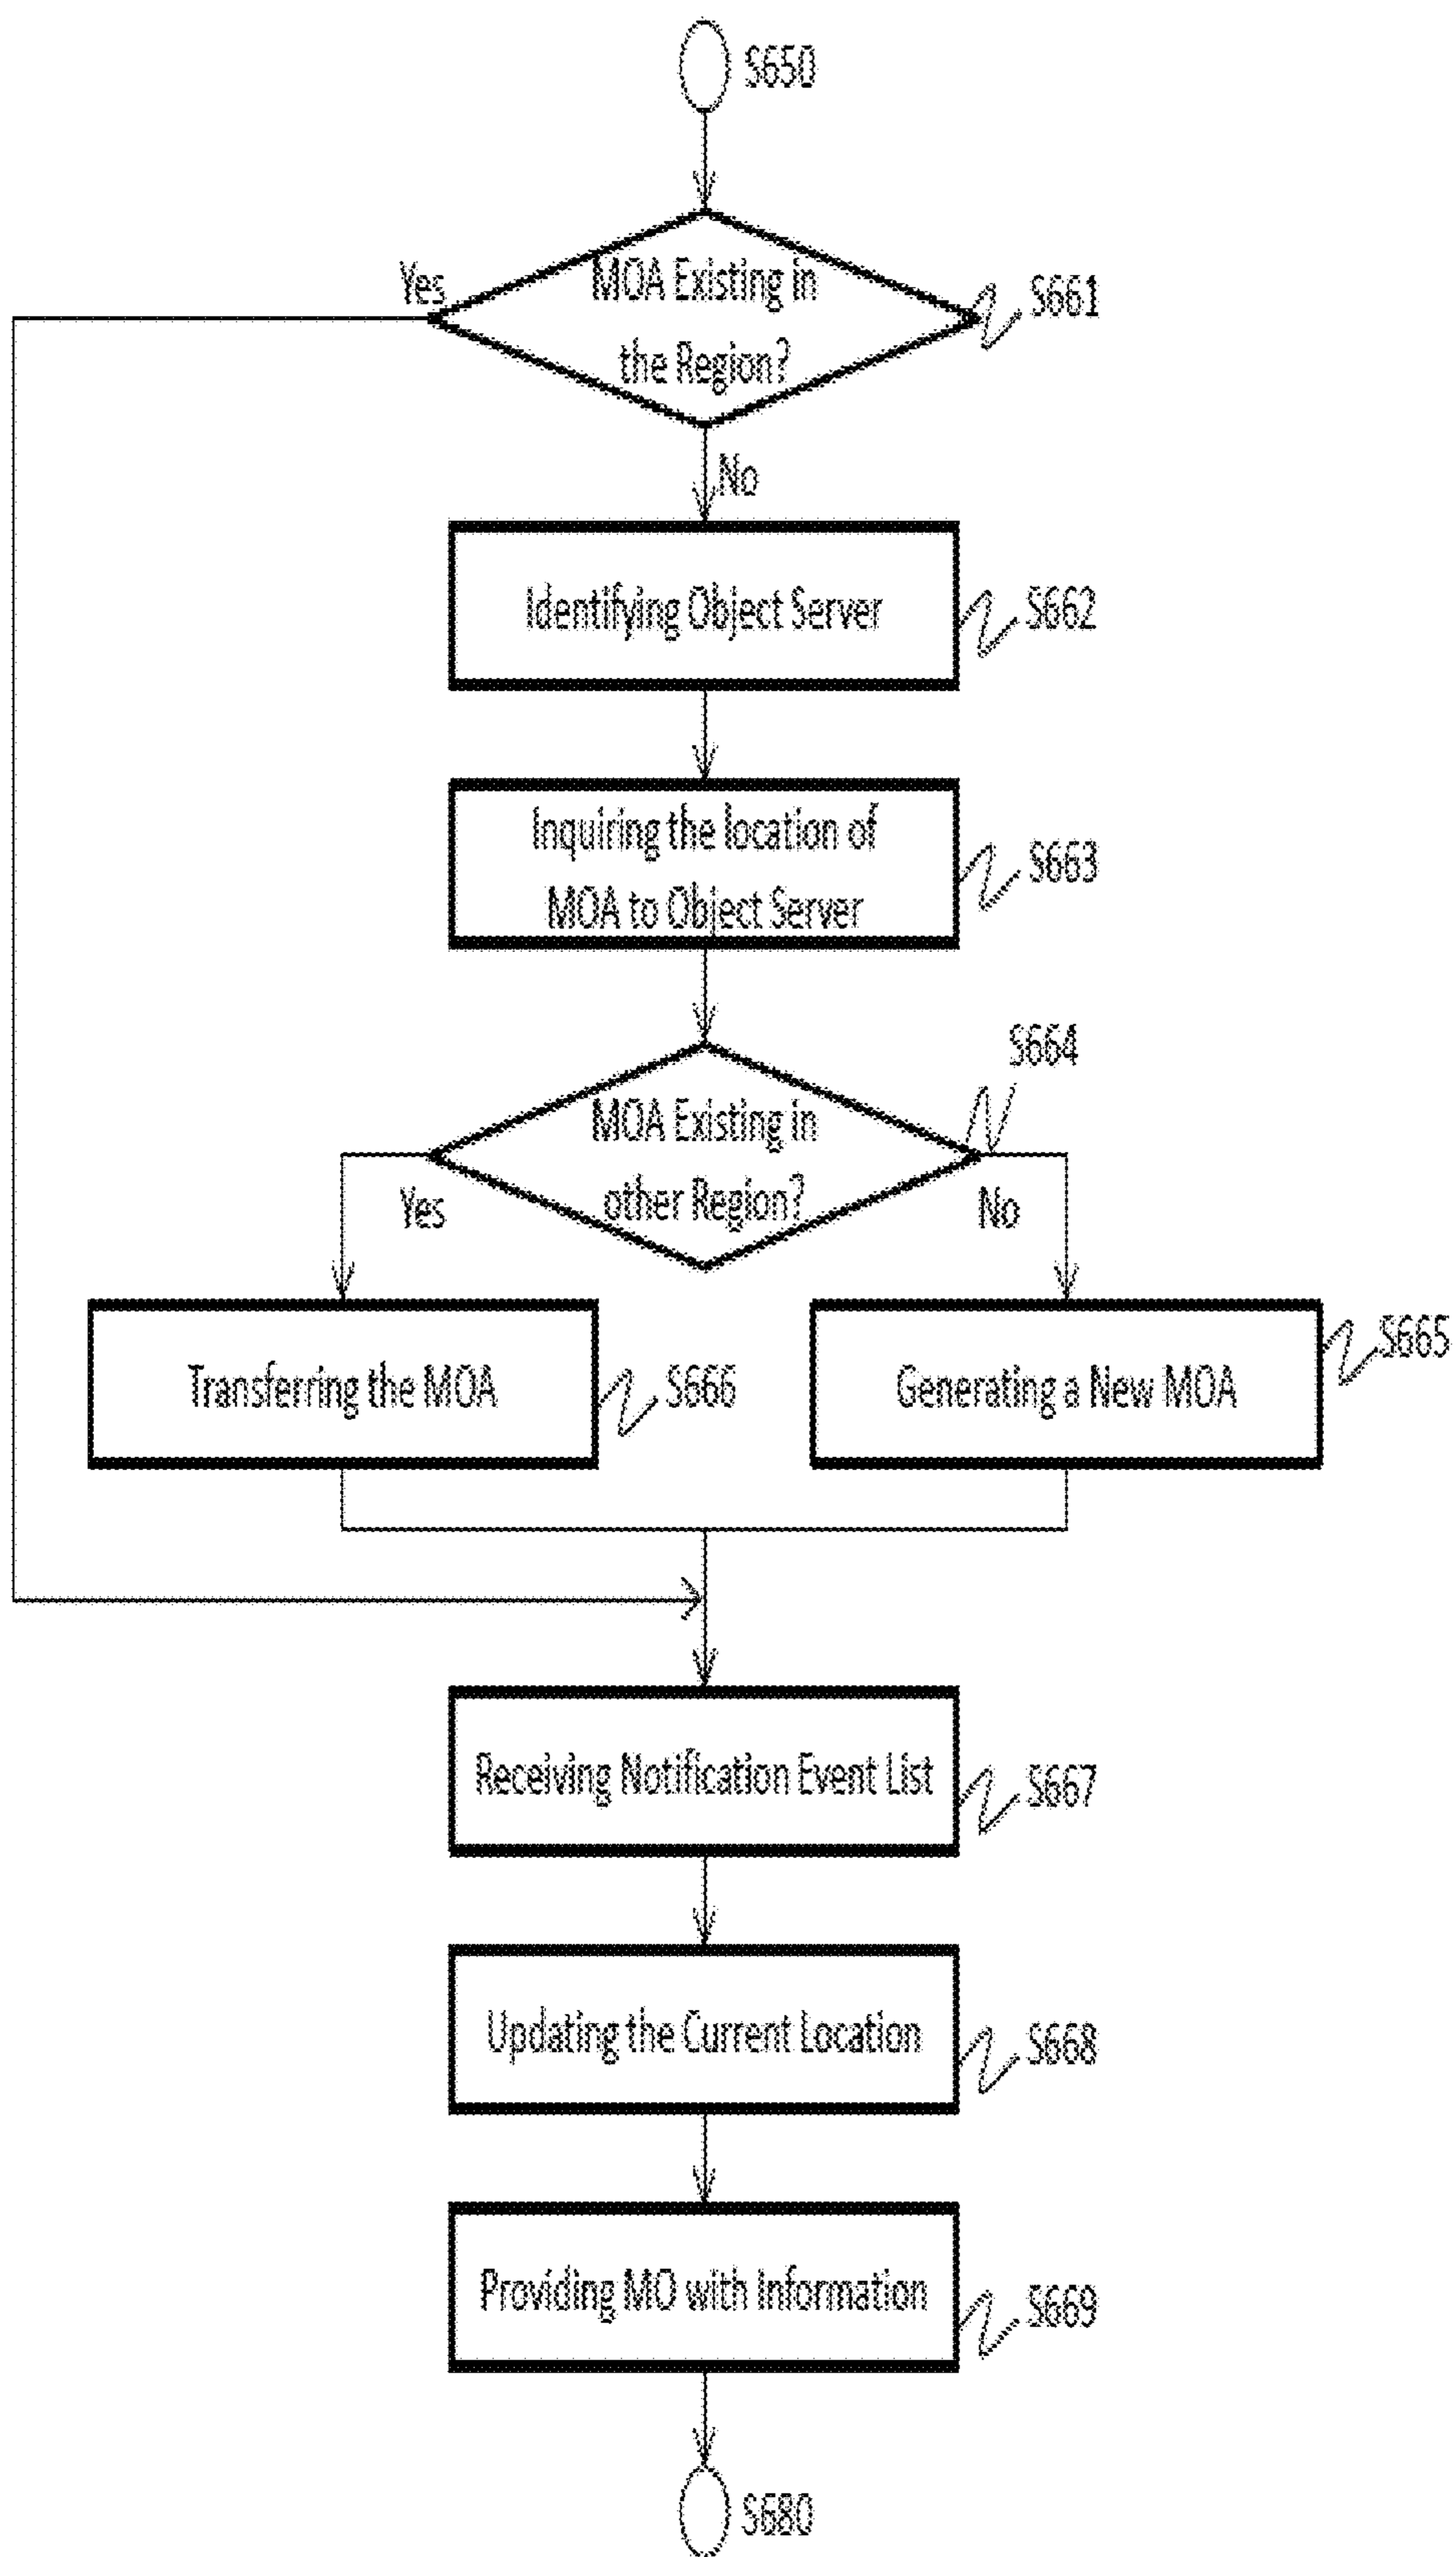 S650
Yes
MOA Existing in
the Region?
S661
No
Identifying Object Server
S662
Inquiring the location of
MOA to Object Server
S663
S664
MOA Existing in
other Region?
Yes
No
Transferring the MOA
S666
Generating a New MOA
S665
Receiving Notification Event List
S667
Updating the Current Location
S668
Providing MO with Information
S669
S680